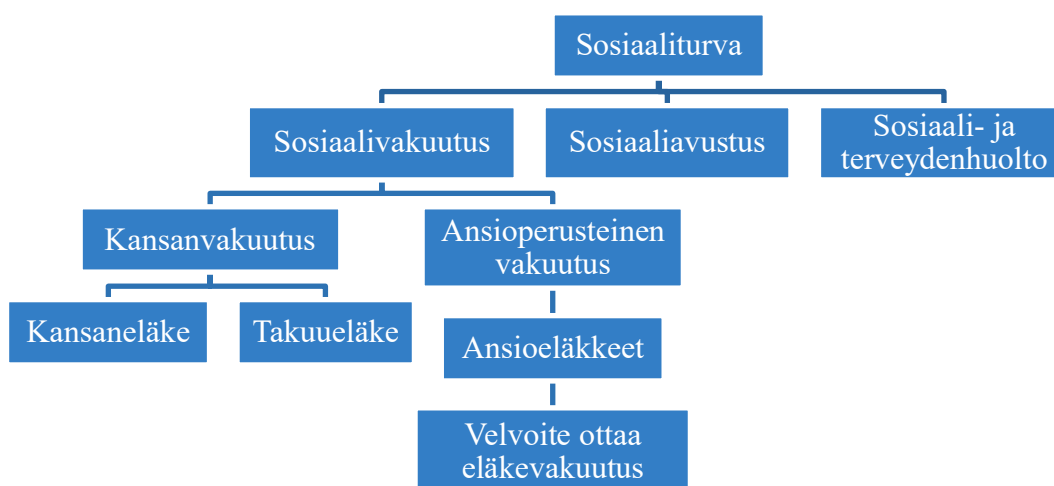 Sosiaaliturva
Sosiaalivakuutus
Sosiaaliavustus
Sosiaali- ja
terveydenhuolto
Kansanvakuutus
Ansioperusteinen
vakuutus
Kansaneläke
Takuueläke
Ansioeläkkeet
Velvoite ottaa
eläkevakuutus